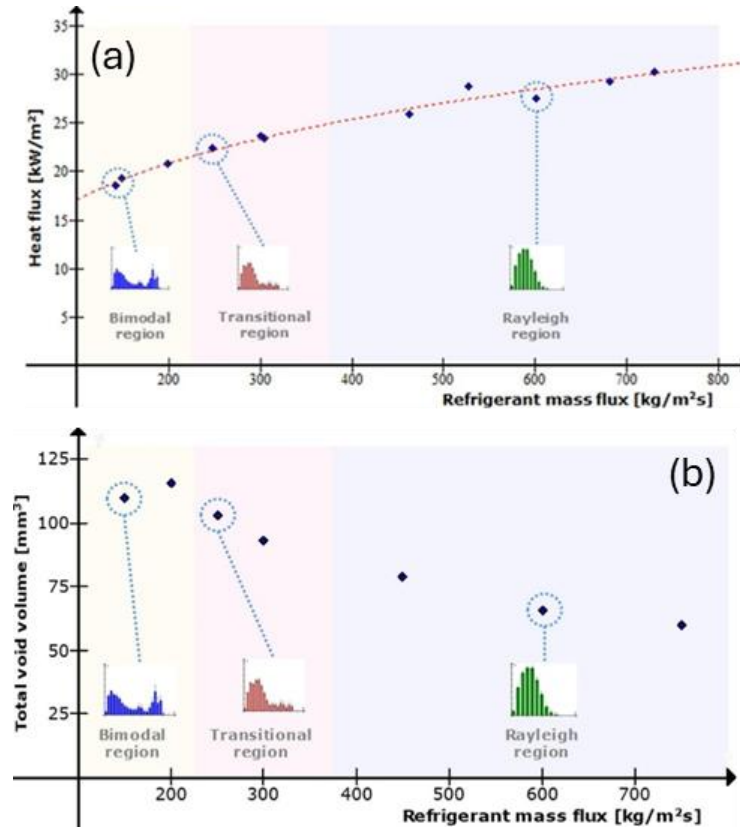 (a)
Heat flux [kW/m²]
35
30
25
20
15
10
5
Bimodal region
Transitional region
Rayleigh region
200
300
400
500
600
700
800
Refrigerant mass flux [kg/m²s]
(b)
Total void volume [mm³]
125
100
75
50
25
Bimodal region
Transitional region
Rayleigh region
200
300
400
500
600
700
Refrigerant mass flux [kg/m²s]